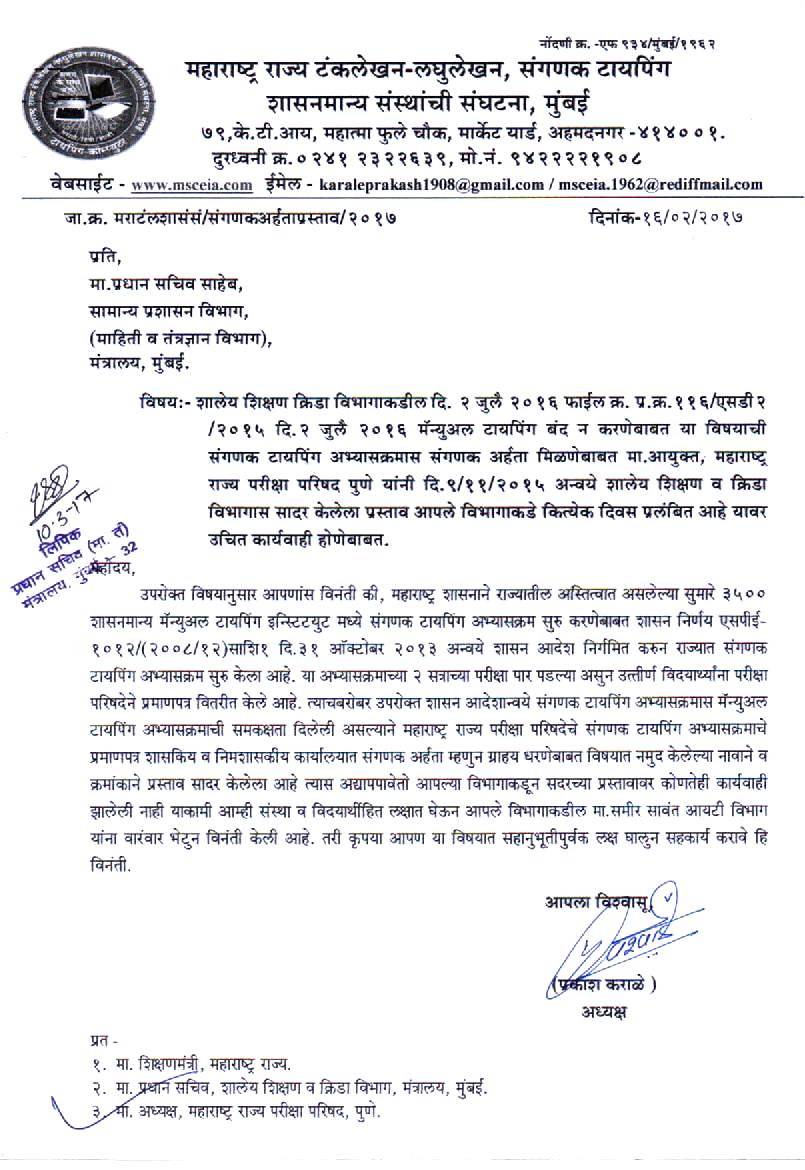 नोंदणी क्र. -एफ ९३४/मुंबई/१९६२
महाराष्ट्र राज्य टंकलेखन-लघुलेखन, संगणक टायपिंग
शासनमान्य संस्थांची संघटना, मुंबई
७९,के.टी.आय, महात्मा फुले चौक, मार्केट यार्ड, अहमदनगर -४१४००१.
दुरध्वनी क्र.०२४१ २३२२६३९, मो.नं. ९४२२२२१९०८
वेबसाईट - www.msceia.com ईमेल - karaleprakash1908@gmail.com / msceia.1962@rediffmail.com
जा.क्र. मराटंलशासंसं/संगणकअर्हताप्रस्ताव/२०१७ दिनांक-१६/०२/२०१७
प्रति,
मा.प्रधान सचिव साहेब,
सामान्य प्रशासन विभाग,
(माहिती व तंत्रज्ञान विभाग),
मंत्रालय, मुंबई.
विषय:- शालेय शिक्षण क्रिडा विभागाकडील दि. २ जुलै २०१६ फाईल क्र. प्र.क्र.११६/एसडी२
/२०१५ दि.२ जुलै २०१६ मॅन्युअल टायपिंग बंद न करणेबाबत या विषयाची
संगणक टायपिंग अभ्यासक्रमास संगणक अर्हता मिळणेबाबत मा.आयुक्त, महाराष्ट्र
राज्य परीक्षा परिषद पुणे यांनी दि.९/११/२०१५ अन्वये शालेय शिक्षण व क्रिडा
विभागास सादर केलेला प्रस्ताव आपले विभागाकडे कित्येक दिवस प्रलंबित आहे यावर
उचित कार्यवाही होणेबाबत.
10-3-17
लिपिक
प्रधान सचिव (मा. तं)
मंत्रालय, मुंबई 32
महोदय,
उपरोक्त विषयानुसार आपणांस विनंती की, महाराष्ट्र शासनाने राज्यातील अस्तित्वात असलेल्या सुमारे ३५००
शासनमान्य मॅन्युअल टायपिंग इन्स्टिटयुट मध्ये संगणक टायपिंग अभ्यासक्रम सुरु करणेबाबत शासन निर्णय एसपीई-
१०१२/(२००८/१२)साशि१ दि.३१ ऑक्टोबर २०१३ अन्वये शासन आदेश निर्गमित करुन राज्यात संगणक
टायपिंग अभ्यासक्रम सुरु केला आहे. या अभ्यासक्रमाच्या २ सत्राच्या परीक्षा पार पडल्या असुन उत्तीर्ण विदयार्थ्यांना परीक्षा
परिषदेने प्रमाणपत्र वितरीत केले आहे. त्याचबरोबर उपरोक्त शासन आदेशान्वये संगणक टायपिंग अभ्यासक्रमास मॅन्युअल
टायपिंग अभ्यासक्रमाची समकक्षता दिलेली असल्याने महाराष्ट्र राज्य परीक्षा परिषदेचे संगणक टायपिंग अभ्यासक्रमाचे
प्रमाणपत्र शासकिय व निमशासकीय कार्यालयात संगणक अर्हता म्हणुन ग्राहय धरणेबाबत विषयात नमुद केलेल्या नावाने व
क्रमांकाने प्रस्ताव सादर केलेला आहे त्यास अद्यापपावेतो आपल्या विभागाकडून सदरच्या प्रस्तावावर कोणतेही कार्यवाही
झालेली नाही याकामी आम्ही संस्था व विदयार्थीहित लक्षात घेऊन आपले विभागाकडील मा.समीर सावंत आयटी विभाग
यांना वारंवार भेटुन विनंती केली आहे. तरी कृपया आपण या विषयात सहानुभूतीपुर्वक लक्ष घालुन सहकार्य करावे हि
विनंती.
आपला विश्वासू,
(प्रकाश कराळे )
अध्यक्ष
प्रत -
१. मा. शिक्षणमंत्री, महाराष्ट्र राज्य.
२. मा. प्रधान सचिव, शालेय शिक्षण व क्रिडा विभाग, मंत्रालय, मुंबई.
३. मा. अध्यक्ष, महाराष्ट्र राज्य परीक्षा परिषद, पुणे.